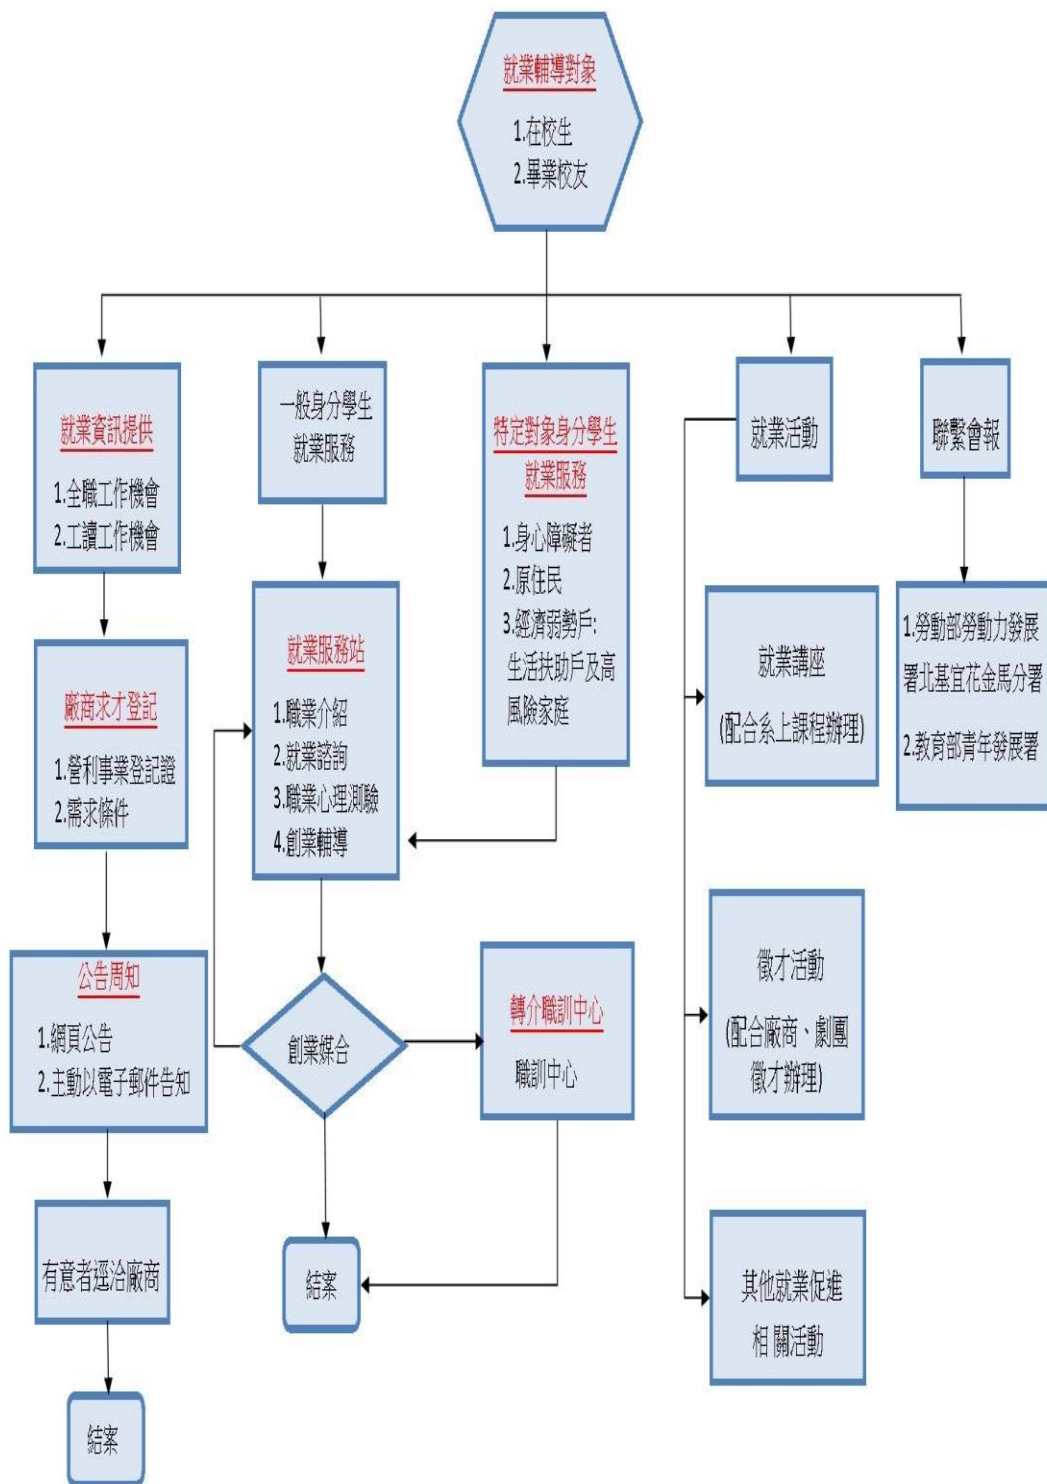 就業輔導對象
1.在校生
2.畢業校友
就業資訊提供
1.全職工作機會
2.工讀工作機會
廠商求才登記
1.營利事業登記證
2.需求條件
公告周知
1.網頁公告
2.主動以電子郵件告知
有意者逕洽廠商
結案
一般身分學生
就業服務
就業服務站
1.職業介紹
2.就業諮詢
3.職業心理測驗
4.創業輔導
創業媒合
結案
特定對象身分學生
就業服務
1.身心障礙者
2.原住民
3.經濟弱勢戶:
生活扶助戶及高
風險家庭
轉介職訓中心
職訓中心
就業活動
就業講座
(配合系上課程辦理)
徵才活動
(配合廠商、劇團
徵才辦理)
其他就業促進
相 關活動
聯繫會報
1.勞動部勞動力發展
署北基宜花金馬分署
2.教育部青年發展署